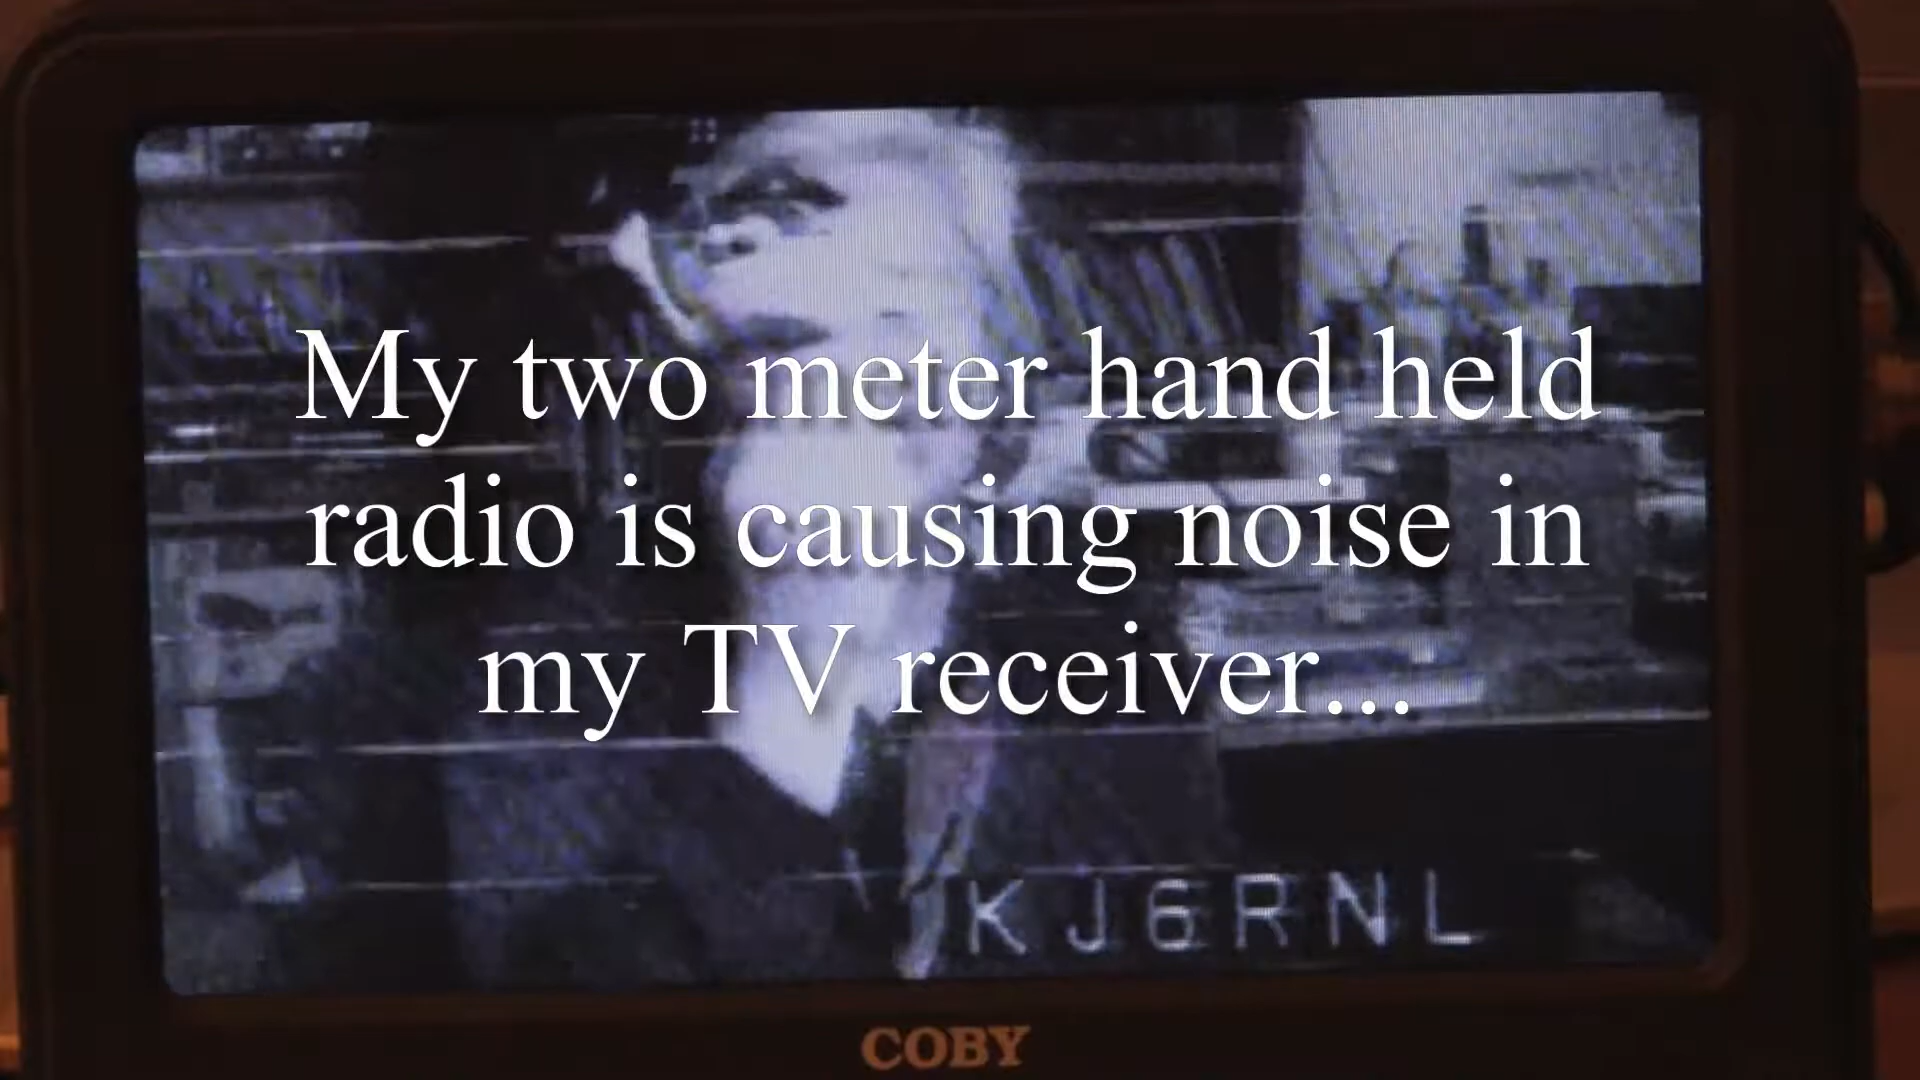 My two meter hand held
radio is causing noise in
my TV receiver...
KJ6RNL
COBY